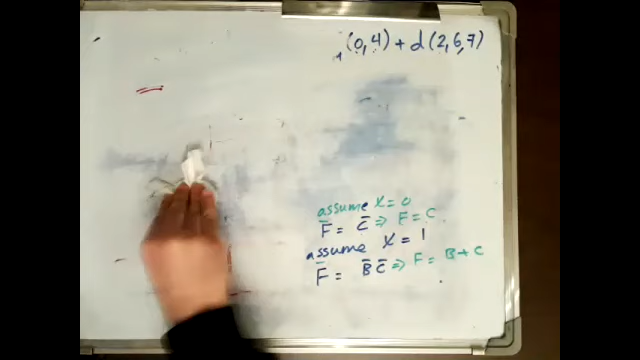 (0,4) + d(2,6,7)
assume x = 0
F̅ = C̅ ⇒ F = C
assume x = 1
F̅ = B̅ C̅ ⇒ F = B + C